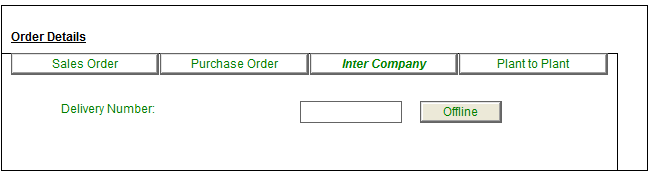 Order Details
Sales Order Purchase Order Inter Company Plant to Plant
Delivery Number: Offline